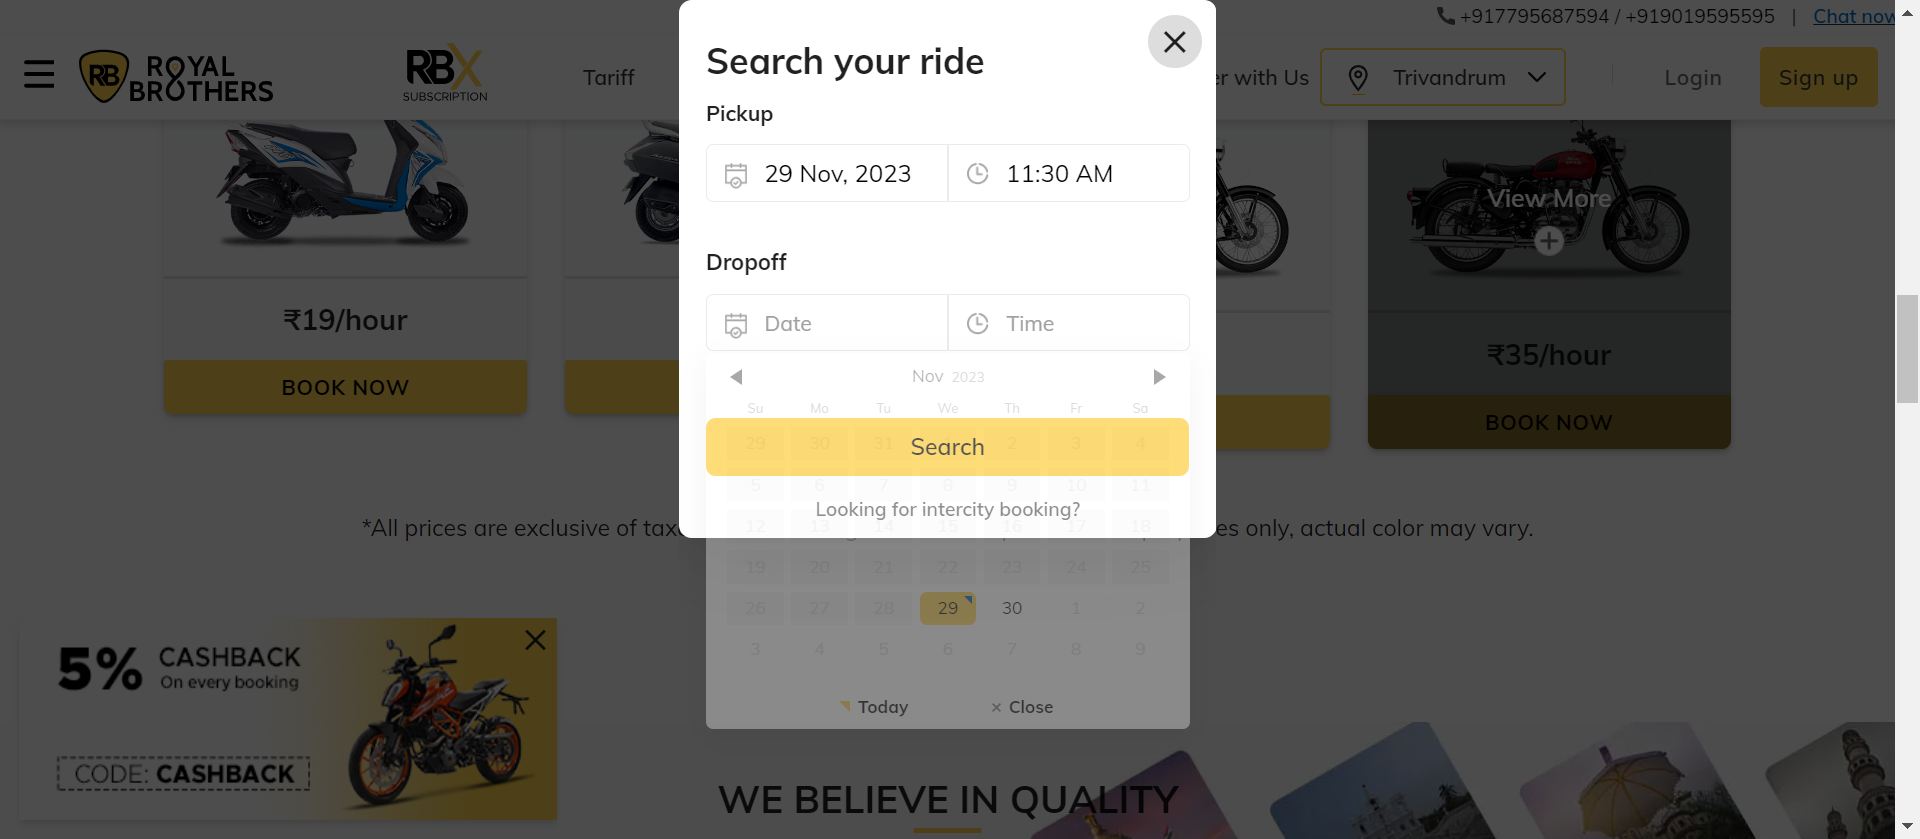 +917795687594 / +919019595595 | Chat now
ROYAL BROTHERS
RBX SUBSCRIPTION
Tariff
er with Us
Trivandrum
Login
Sign up
Search your ride
Pickup
29 Nov, 2023
11:30 AM
Dropoff
Date
Time
Nov 2023
Su Mo Tu We Th Fr Sa
29 30 31 2 3 4
Search
5 6 7 8 9 10 11
Looking for intercity booking?
12 13 14 15 16 17 18
19 20 21 22 23 24 25
26 27 28 29 30 1 2
3 4 5 6 7 8 9
Today
Close
₹19/hour
BOOK NOW
View More
₹35/hour
BOOK NOW
*All prices are exclusive of
es only, actual color may vary.
5% CASHBACK
On every booking
CODE: CASHBACK
WE BELIEVE IN QUALITY